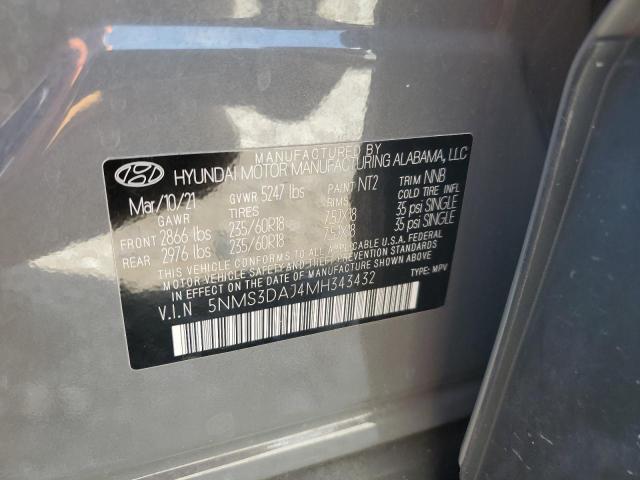 MANUFACTURED BY
HYUNDAI MOTOR MANUFACTURING ALABAMA, LLC
Mar/10/21 GVWR 5247 lbs PAINT NT2 TRIM NNB
GAWR TIRES RIMS COLD TIRE INFL
FRONT 2866 lbs 235/60R18 7.5JX18 35 psi SINGLE
REAR 2976 lbs 235/60R18 7.5JX18 35 psi SINGLE
THIS VEHICLE CONFORMS TO ALL APPLICABLE U.S.A. FEDERAL
MOTOR VEHICLE SAFETY, BUMPER, AND THEFT PREVENTION STANDARDS
IN EFFECT ON THE DATE OF MANUFACTURE SHOWN ABOVE.
V.I.N 5NMS3DAJ4MH343432 TYPE: MPV